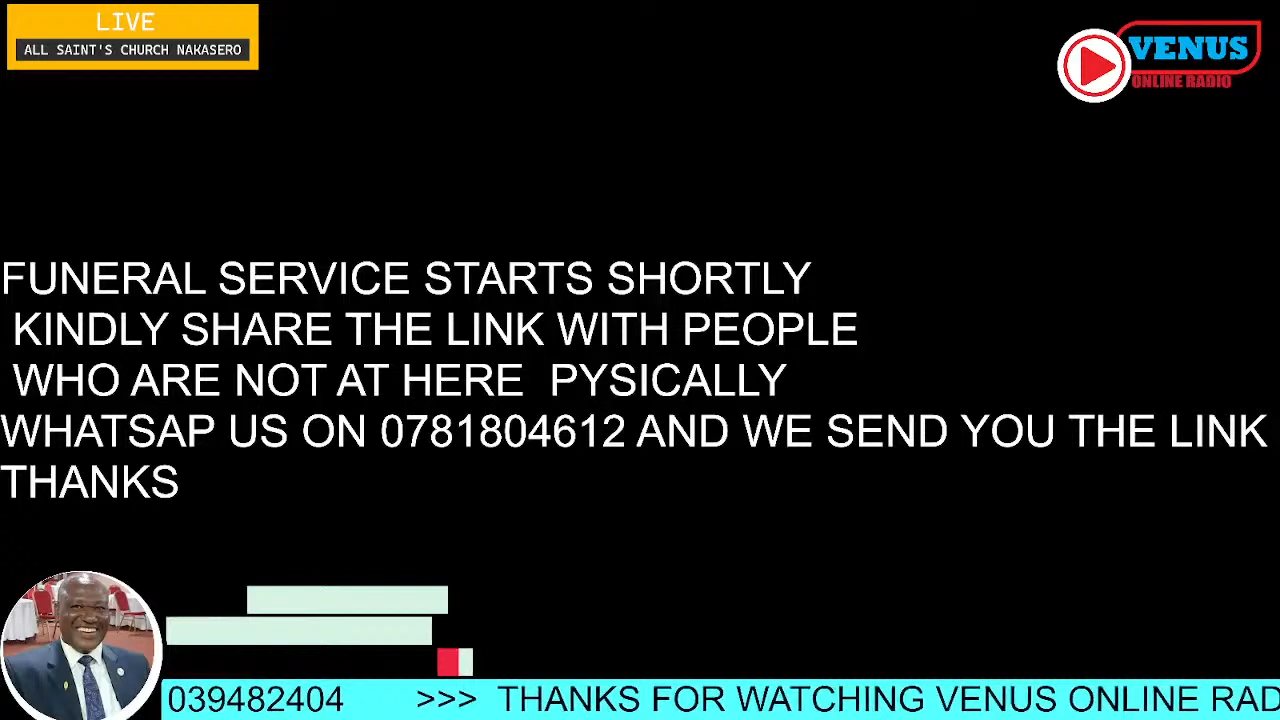 LIVE
ALL SAINT'S CHURCH NAKASERO
VENUS
ONLINE RADIO
FUNERAL SERVICE STARTS SHORTLY
KINDLY SHARE THE LINK WITH PEOPLE
WHO ARE NOT AT HERE PYSICALLY
WHATSAP US ON 0781804612 AND WE SEND YOU THE LINK
THANKS
039482404 >>> THANKS FOR WATCHING VENUS ONLINE RAD